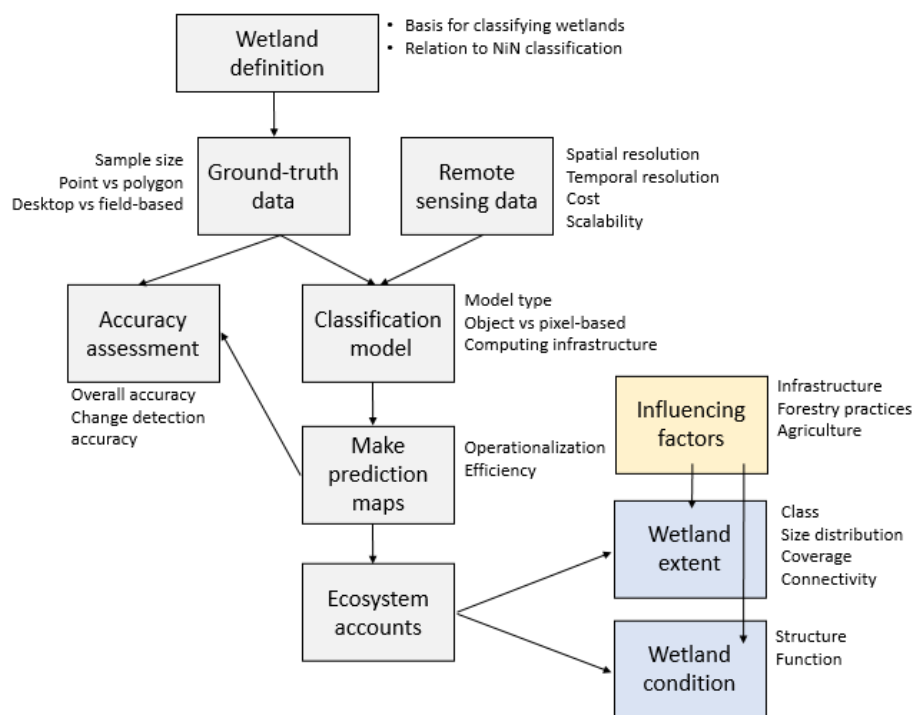 Wetland
definition
• Basis for classifying wetlands
• Relation to NiN classification
Sample size
Point vs polygon
Desktop vs field-based
Ground-truth
data
Remote
sensing data
Spatial resolution
Temporal resolution
Cost
Scalability
Accuracy
assessment
Overall accuracy
Change detection
accuracy
Classification
model
Model type
Object vs pixel-based
Computing infrastructure
Make
prediction
maps
Operationalization
Efficiency
Influencing
factors
Infrastructure
Forestry practices
Agriculture
Ecosystem
accounts
Wetland
extent
Class
Size distribution
Coverage
Connectivity
Wetland
condition
Structure
Function